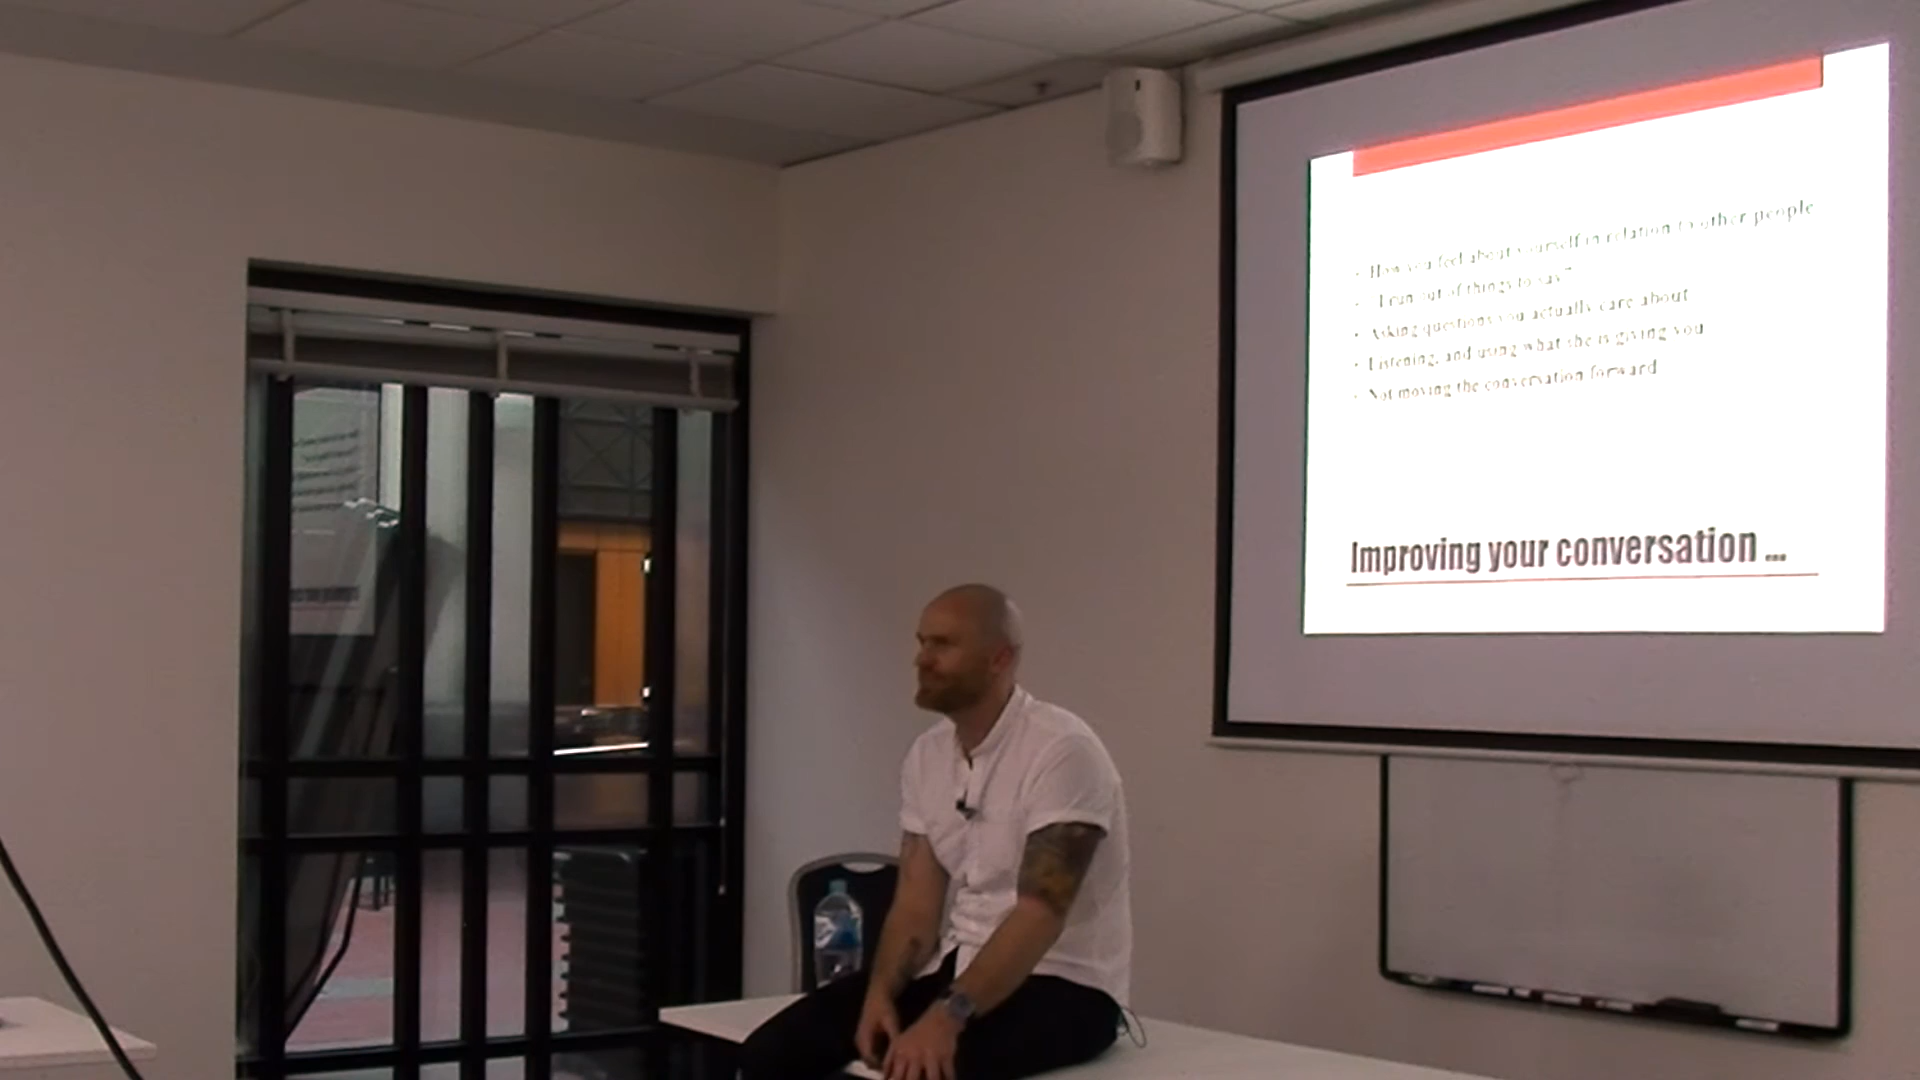 • How you feel about yourself in relation to other people
• "I run out of things to say"
• Asking questions you actually care about
• Listening, and using what she is giving you
• Not moving the conversation forward
Improving your conversation ...